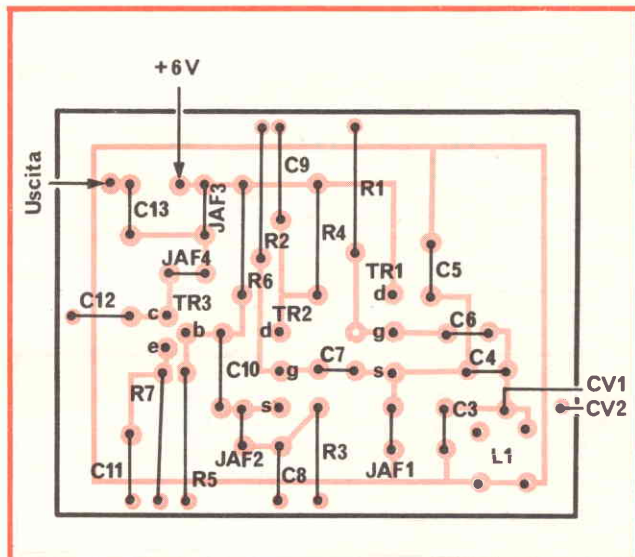 +6V
Uscita
C13
JAF3
C9
R2
R4
R1
JAF4
R6
TR1
C5
d
C12
c
TR3
b
TR2
d
g
C6
e
C10
g
C7
s
C4
R7
CV1
s
C3
CV2
C11
R5
JAF2
C8
R3
JAF1
L1